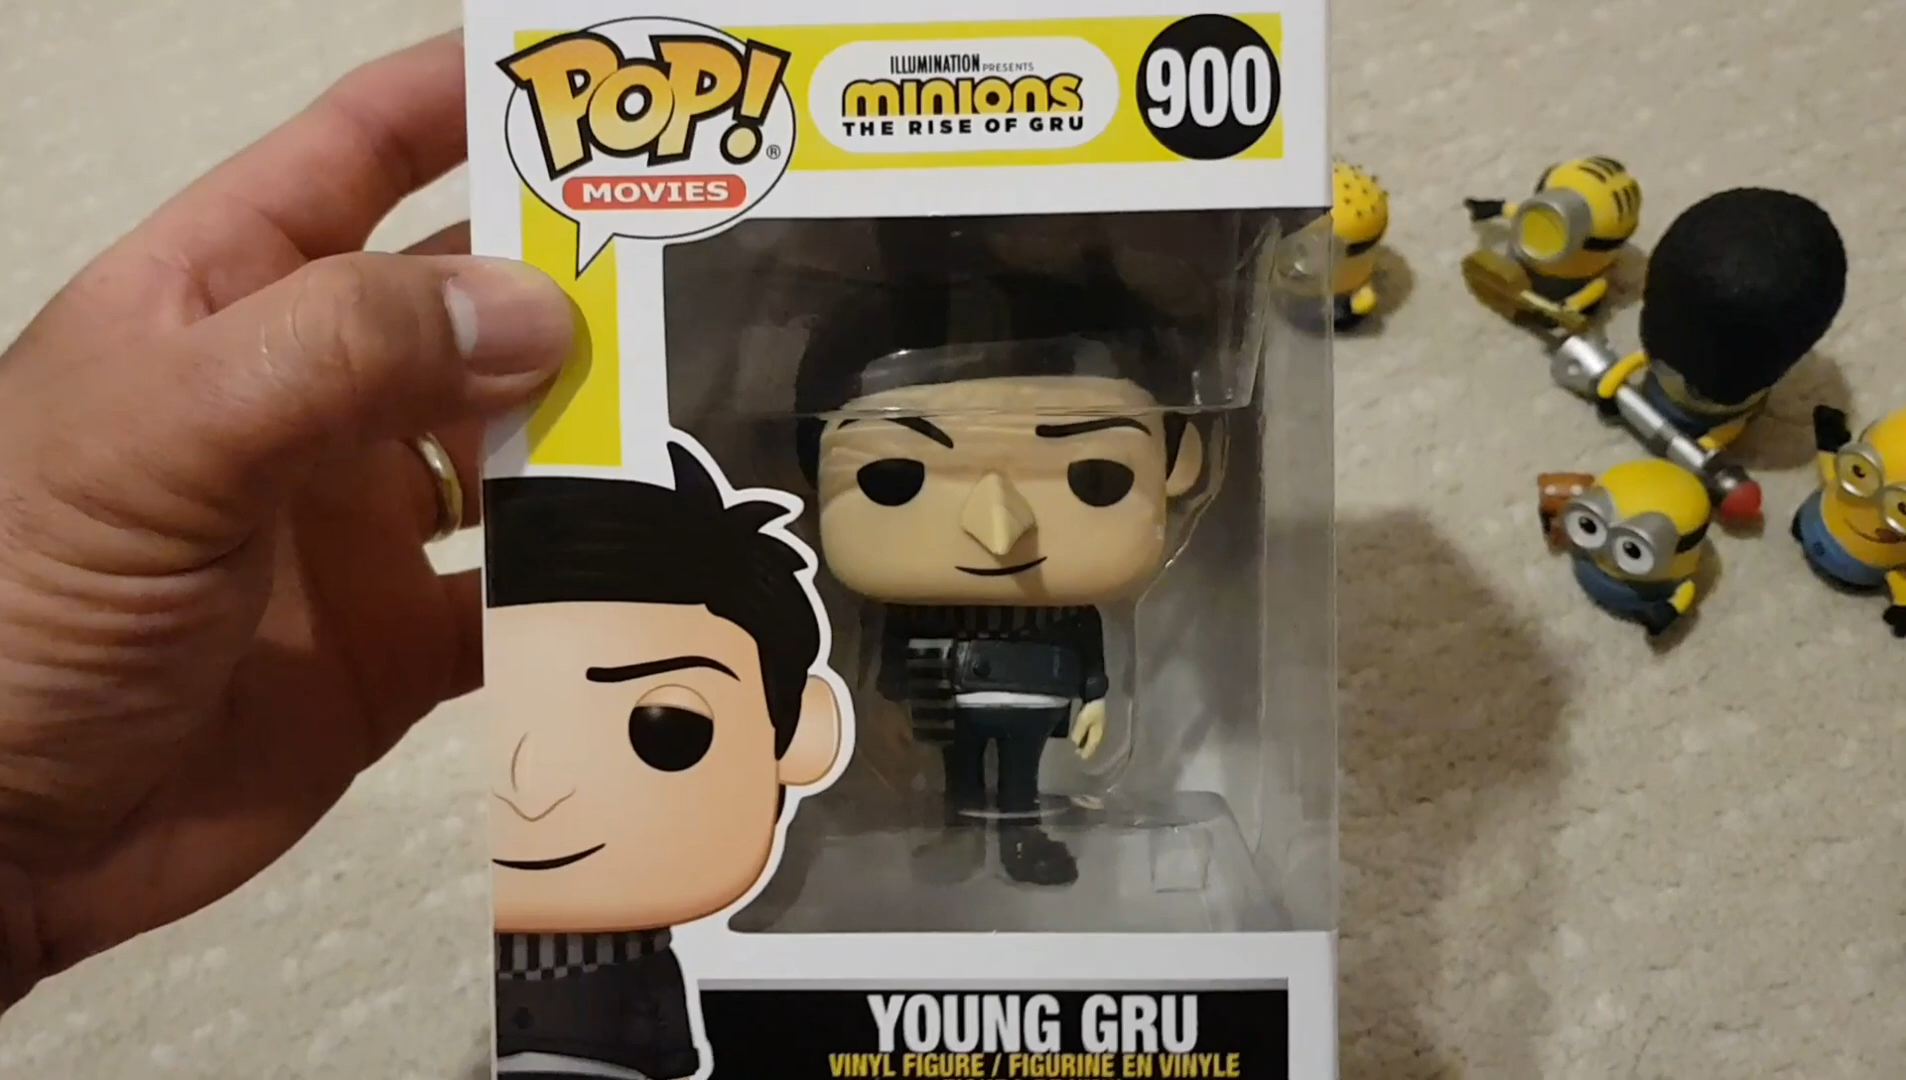 POP!®
MOVIES
ILLUMINATION PRESENTS
minions
THE RISE OF GRU
900
YOUNG GRU
VINYL FIGURE / FIGURINE EN VINYLE